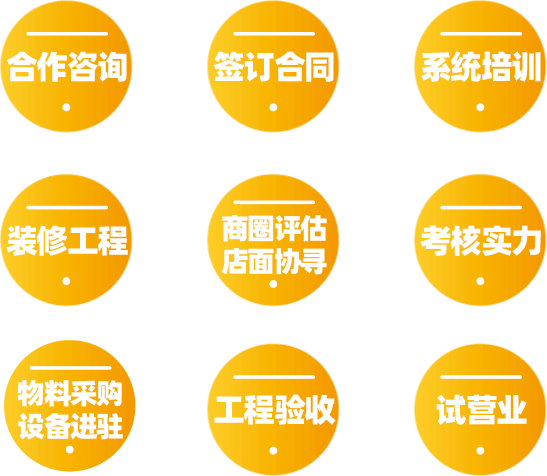 合作咨询
签订合同
系统培训
装修工程
商圈评估
店面协寻
考核实力
物料采购
设备进驻
工程验收
试营业